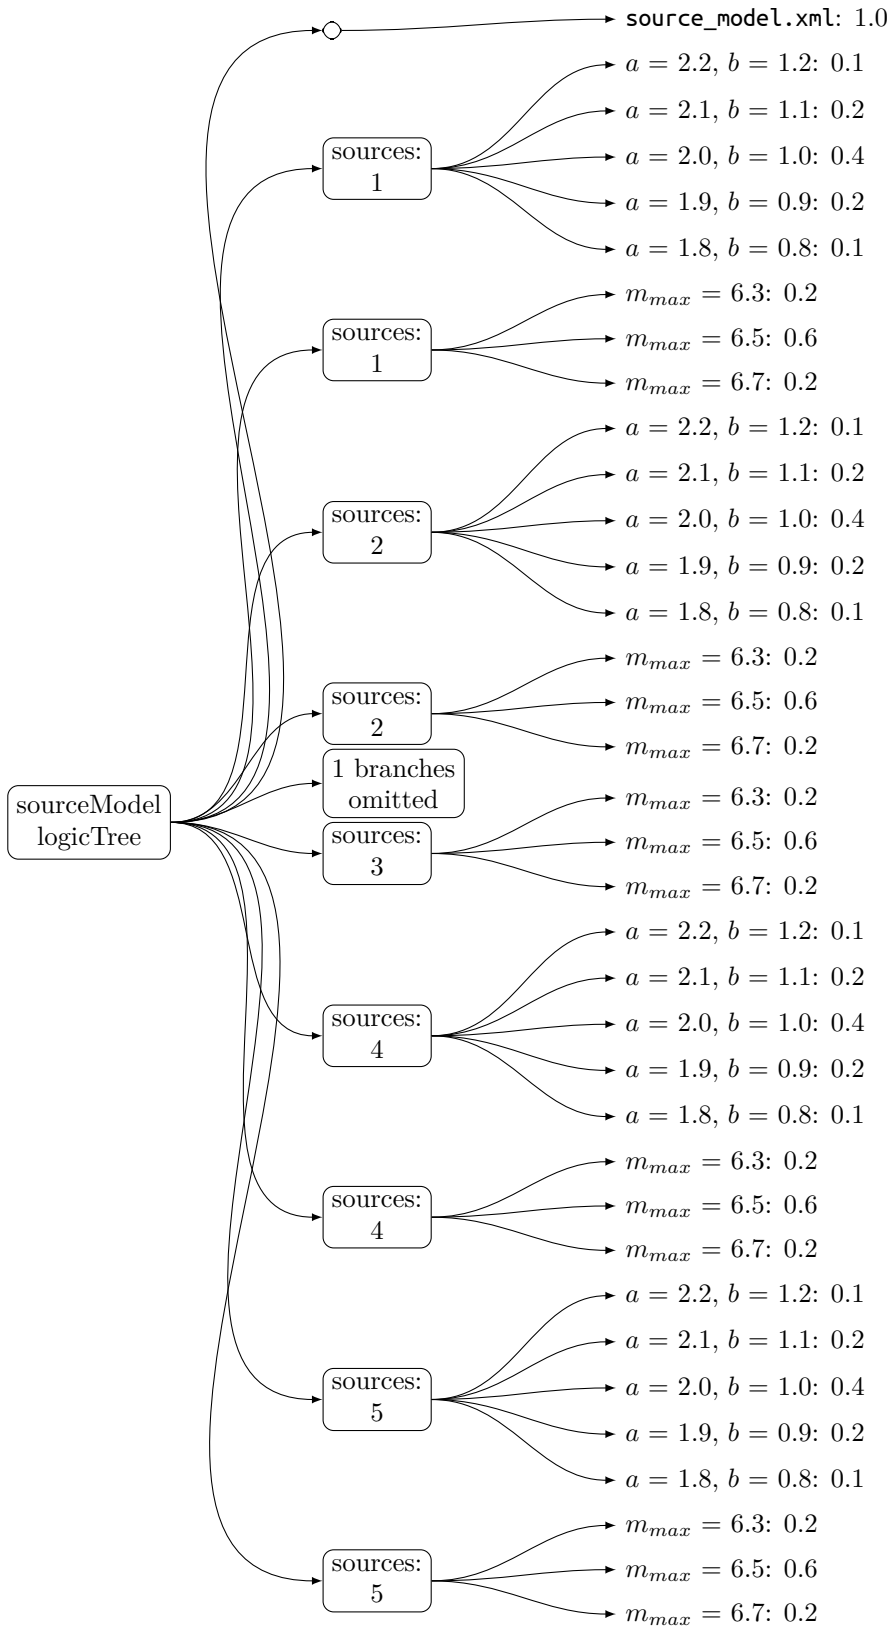 source_model.xml: 1.0
a = 2.2, b = 1.2: 0.1
a = 2.1, b = 1.1: 0.2
sources:
1
a = 2.0, b = 1.0: 0.4
a = 1.9, b = 0.9: 0.2
a = 1.8, b = 0.8: 0.1
m_max = 6.3: 0.2
sources:
1
m_max = 6.5: 0.6
m_max = 6.7: 0.2
a = 2.2, b = 1.2: 0.1
a = 2.1, b = 1.1: 0.2
sources:
2
a = 2.0, b = 1.0: 0.4
a = 1.9, b = 0.9: 0.2
a = 1.8, b = 0.8: 0.1
m_max = 6.3: 0.2
sources:
2
m_max = 6.5: 0.6
m_max = 6.7: 0.2
1 branches
omitted
sourceModel
logicTree
m_max = 6.3: 0.2
sources:
3
m_max = 6.5: 0.6
m_max = 6.7: 0.2
a = 2.2, b = 1.2: 0.1
a = 2.1, b = 1.1: 0.2
sources:
4
a = 2.0, b = 1.0: 0.4
a = 1.9, b = 0.9: 0.2
a = 1.8, b = 0.8: 0.1
m_max = 6.3: 0.2
sources:
4
m_max = 6.5: 0.6
m_max = 6.7: 0.2
a = 2.2, b = 1.2: 0.1
a = 2.1, b = 1.1: 0.2
sources:
5
a = 2.0, b = 1.0: 0.4
a = 1.9, b = 0.9: 0.2
a = 1.8, b = 0.8: 0.1
m_max = 6.3: 0.2
sources:
5
m_max = 6.5: 0.6
m_max = 6.7: 0.2